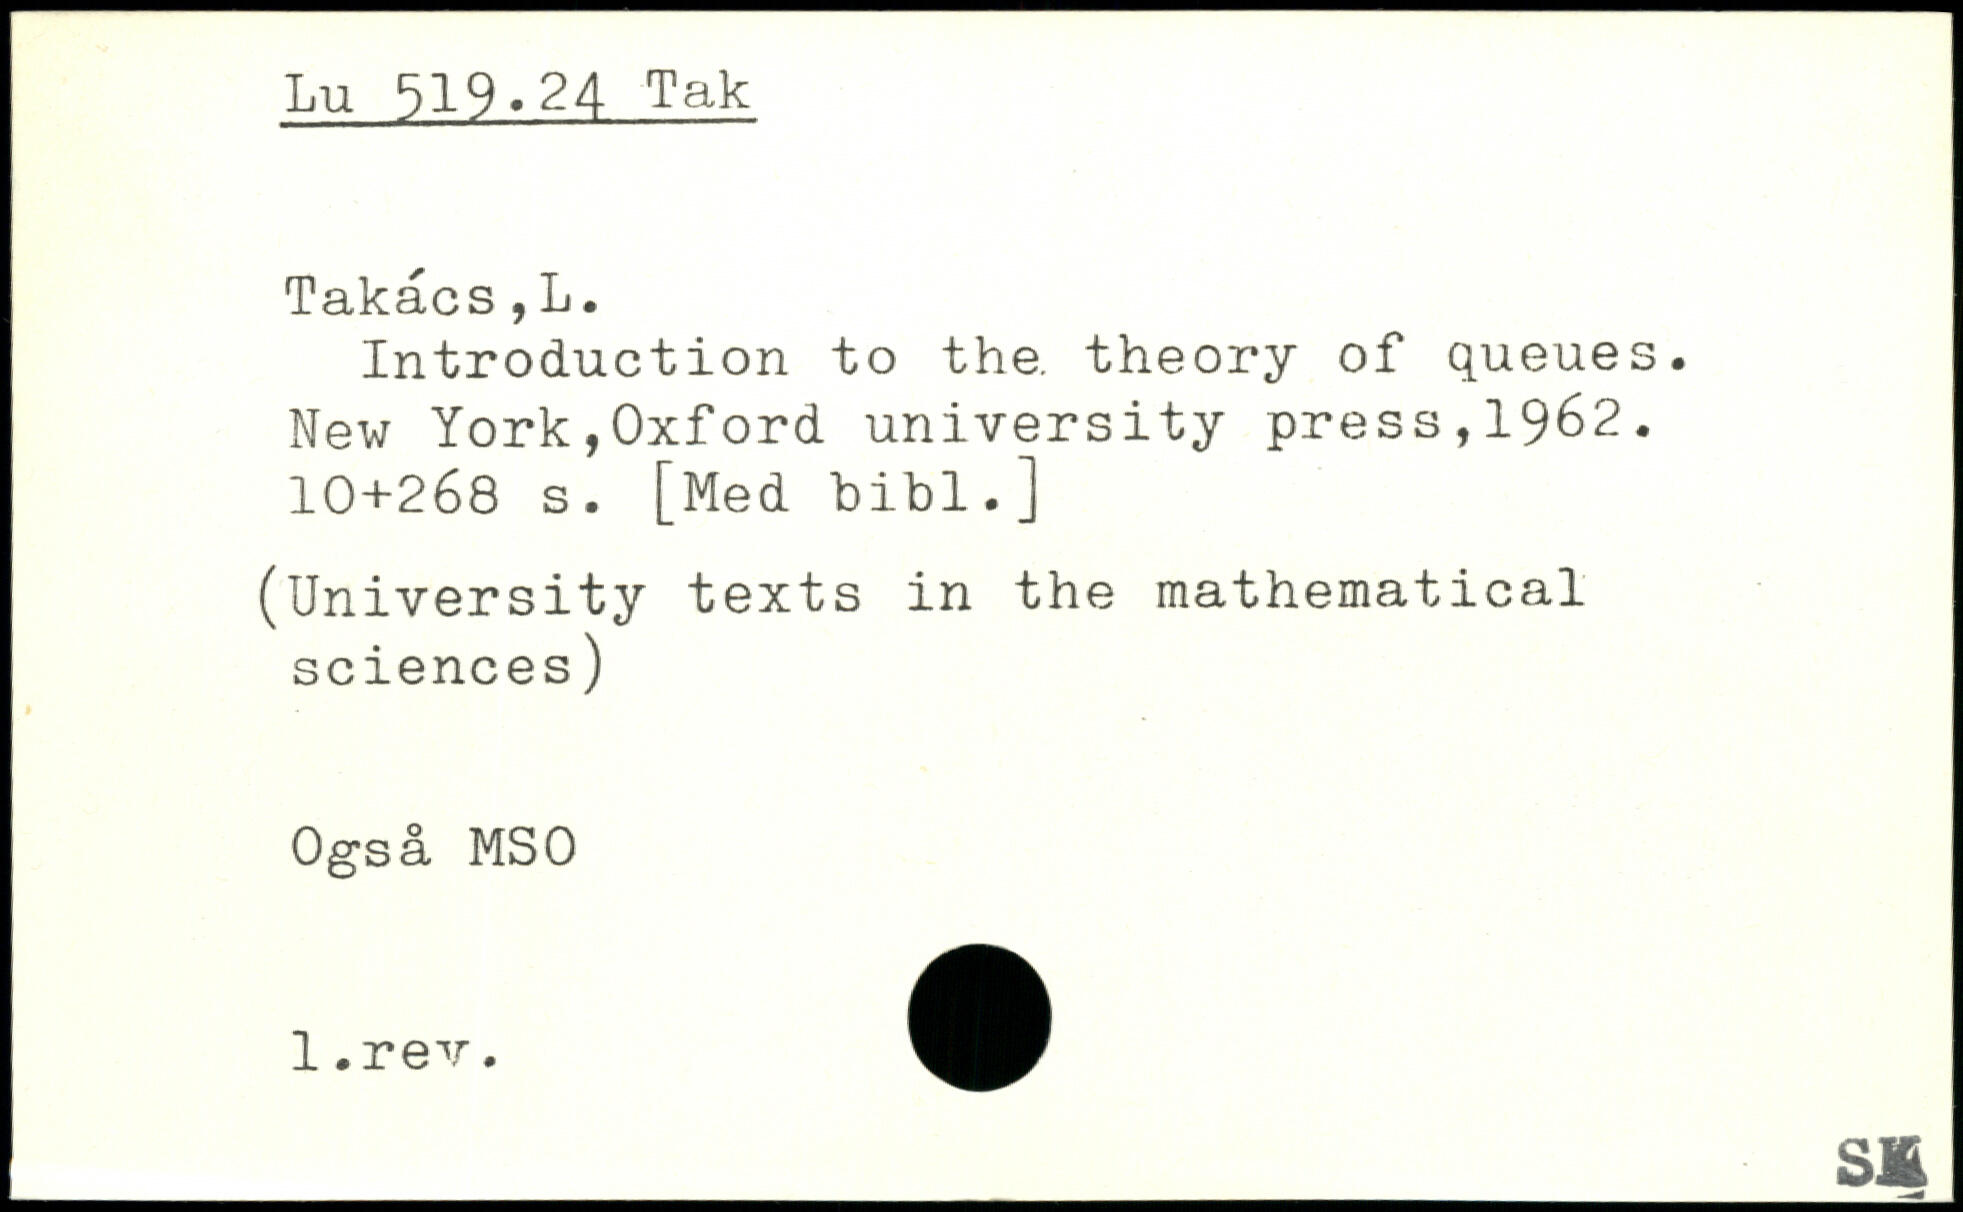 Lu 519.24 Tak
Takács,L.
Introduction to the theory of queues.
New York,Oxford university press,1962.
10+268 s. [Med bibl.]
(University texts in the mathematical
sciences)
Også MSO
1.rev.